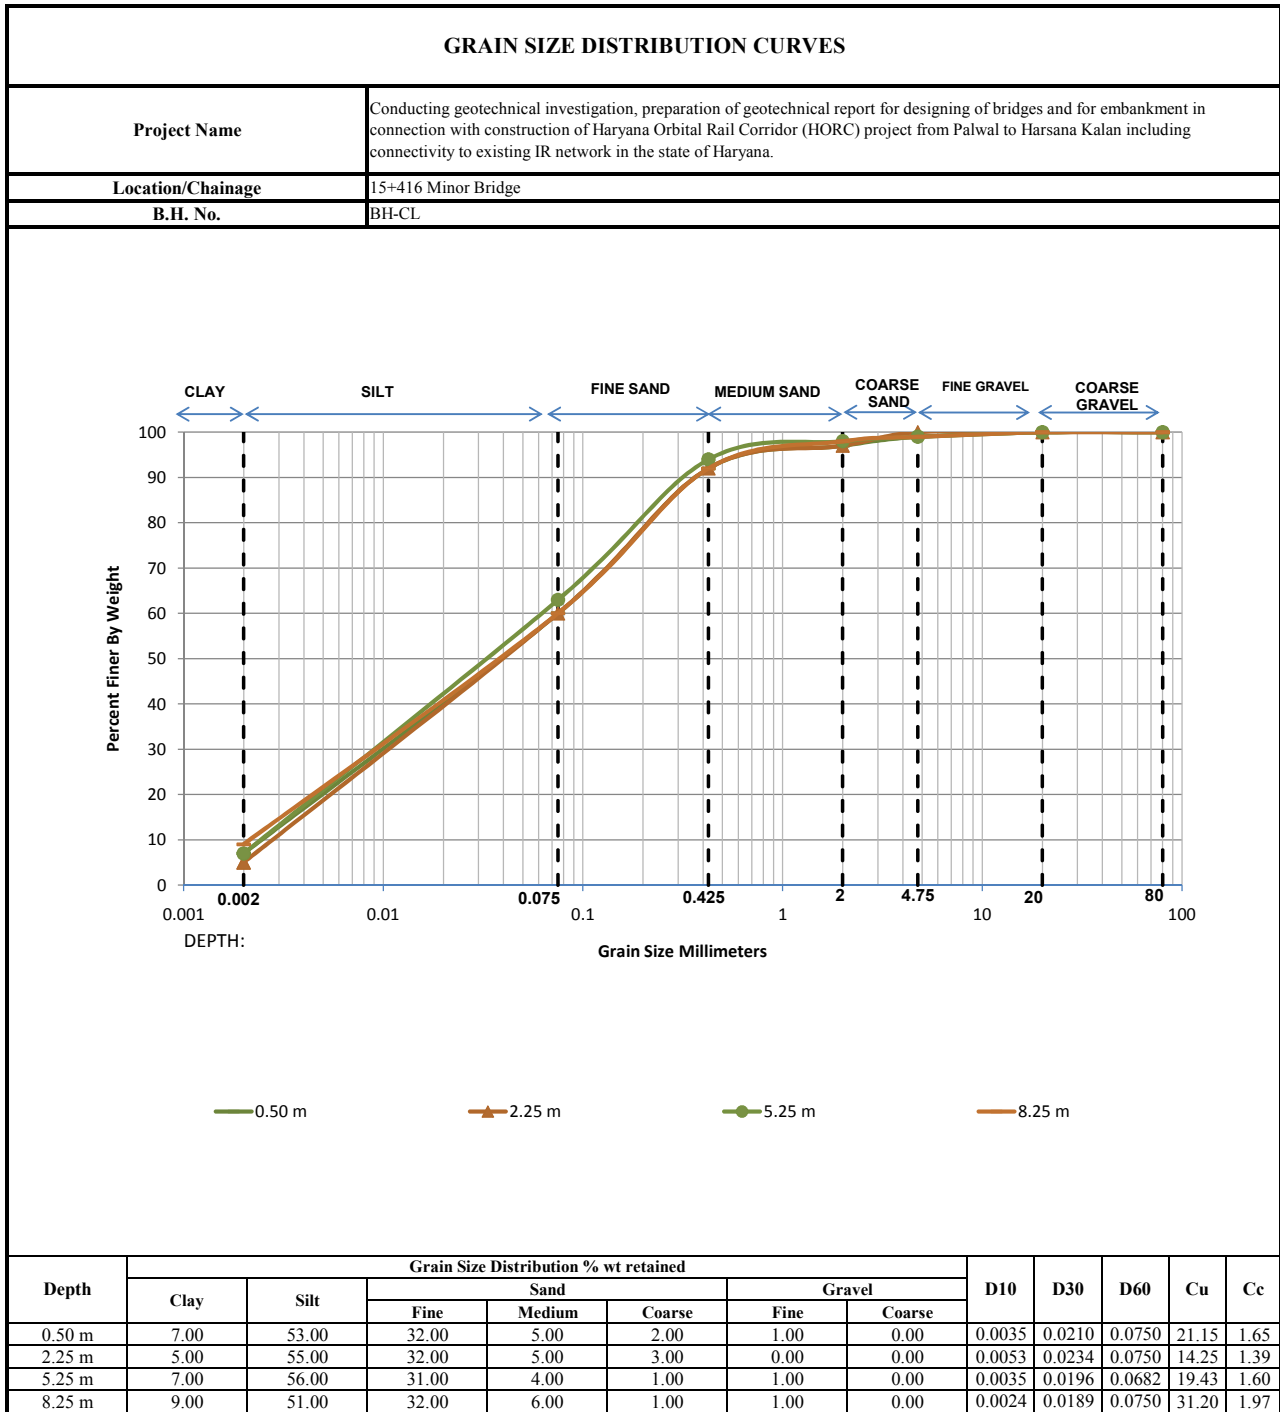 GRAIN SIZE DISTRIBUTION CURVES
Project Name
Conducting geotechnical investigation, preparation of geotechnical report for designing of bridges and for embankment in
connection with construction of Haryana Orbital Rail Corridor (HORC) project from Palwal to Harsana Kalan including
connectivity to existing IR network in the state of Haryana.
Location/Chainage 15+416 Minor Bridge
B.H. No. BH-CL
CLAY SILT FINE SAND MEDIUM SAND COARSE SAND FINE GRAVEL COARSE GRAVEL
100
90
80
70
60
50
40
30
20
10
0
Percent Finer By Weight
0.002 0.075 0.425 2 4.75 20 80
0.001 0.01 0.1 1 10 100
DEPTH:
Grain Size Millimeters
0.50 m 2.25 m 5.25 m 8.25 m
Depth Grain Size Distribution % wt retained D10 D30 D60 Cu Cc
Clay Silt Sand Gravel
Fine Medium Coarse Fine Coarse
0.50 m 7.00 53.00 32.00 5.00 2.00 1.00 0.00 0.0035 0.0210 0.0750 21.15 1.65
2.25 m 5.00 55.00 32.00 5.00 3.00 0.00 0.00 0.0053 0.0234 0.0750 14.25 1.39
5.25 m 7.00 56.00 31.00 4.00 1.00 1.00 0.00 0.0035 0.0196 0.0682 19.43 1.60
8.25 m 9.00 51.00 32.00 6.00 1.00 1.00 0.00 0.0024 0.0189 0.0750 31.20 1.97